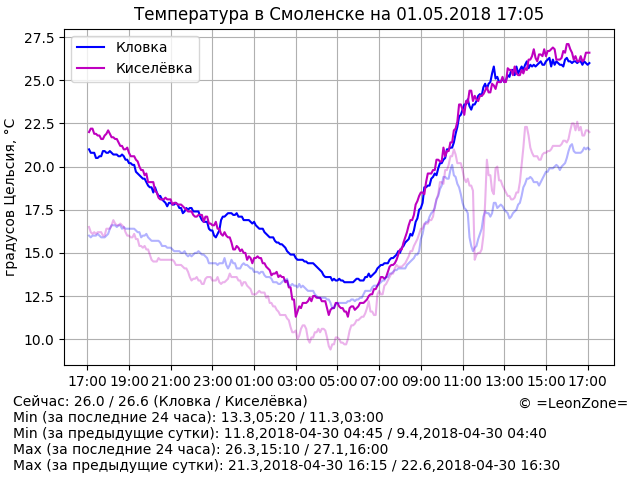 Температура в Смоленске на 01.05.2018 17:05
градусов Цельсия, °C
27.5
25.0
22.5
20.0
17.5
15.0
12.5
10.0
Кловка
Киселёвка
17:00 19:00 21:00 23:00 01:00 03:00 05:00 07:00 09:00 11:00 13:00 15:00 17:00
Сейчас: 26.0 / 26.6 (Кловка / Киселёвка)
© =LeonZone=
Min (за последние 24 часа): 13.3,05:20 / 11.3,03:00
Min (за предыдущие сутки): 11.8,2018-04-30 04:45 / 9.4,2018-04-30 04:40
Max (за последние 24 часа): 26.3,15:10 / 27.1,16:00
Max (за предыдущие сутки): 21.3,2018-04-30 16:15 / 22.6,2018-04-30 16:30